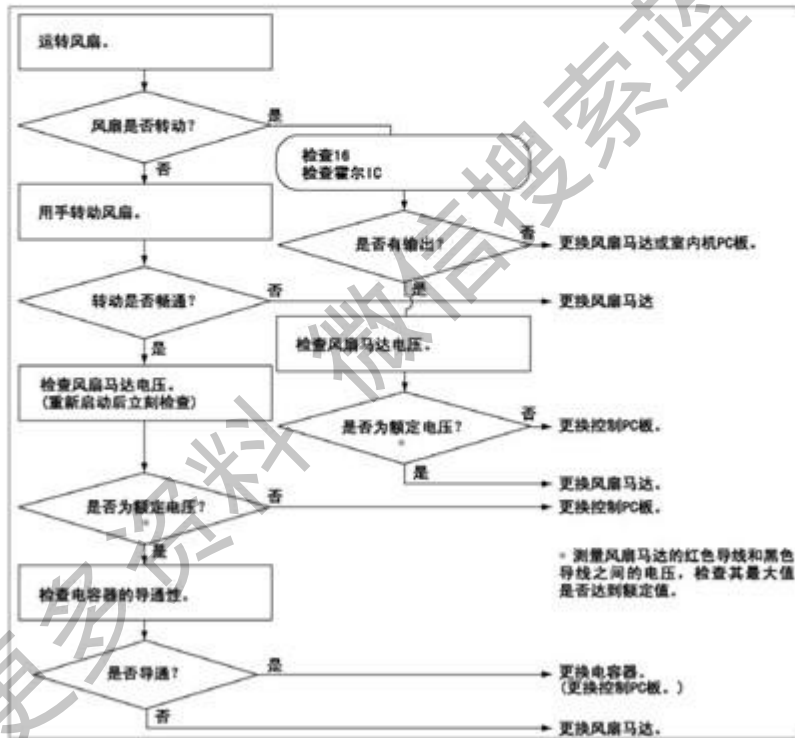 运转风扇。
风扇是否转动？
是
否
检查16
检查霍尔IC
用手转动风扇。
是否有输出？
否
更换风扇马达或室内机PC板。
是
转动是否畅通？
否
更换风扇马达
是
检查风扇马达电压。
检查风扇马达电压。
(重新启动后立刻检查)
是否为额定电压？
*
否
更换控制PC板。
是
更换风扇马达。
是否为额定电压？
*
否
更换控制PC板。
是
* 测量风扇马达的红色导线和黑色
导线之间的电压，检查其最大值
是否达到额定值。
检查电容器的导通性。
是否导通？
是
更换电容器。
(更换控制PC板。)
否
更换风扇马达。
更多资料 微信搜索蓝